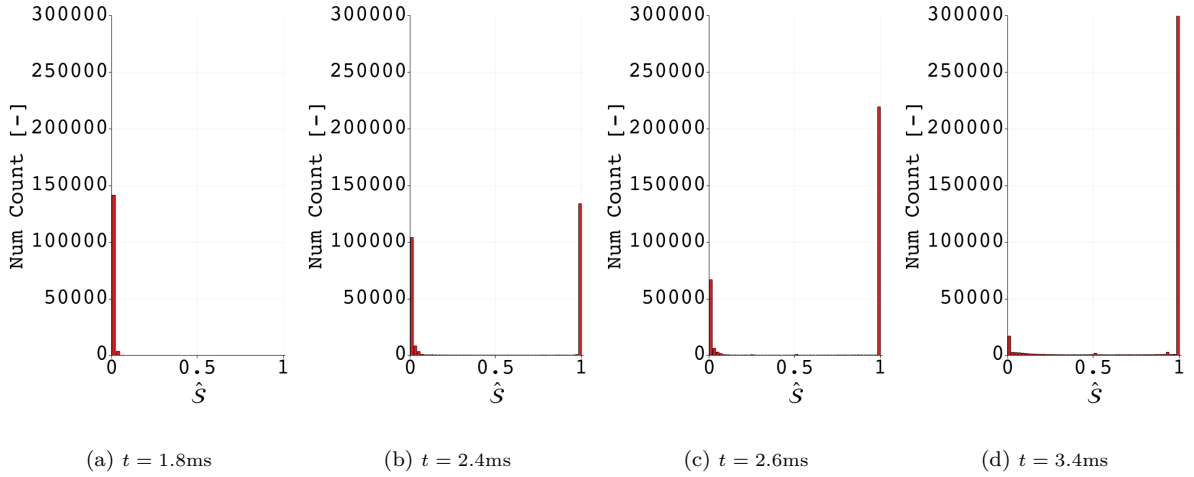 300000 300000 300000 300000
250000 250000 250000 250000
200000 200000 200000 200000
150000 150000 150000 150000
100000 100000 100000 100000
50000 50000 50000 50000
0 0 0 0
Num Count [-] Num Count [-] Num Count [-] Num Count [-]
0 0.5 1 0 0.5 1 0 0.5 1 0 0.5 1
Ŝ Ŝ Ŝ Ŝ
(a) t = 1.8ms (b) t = 2.4ms (c) t = 2.6ms (d) t = 3.4ms